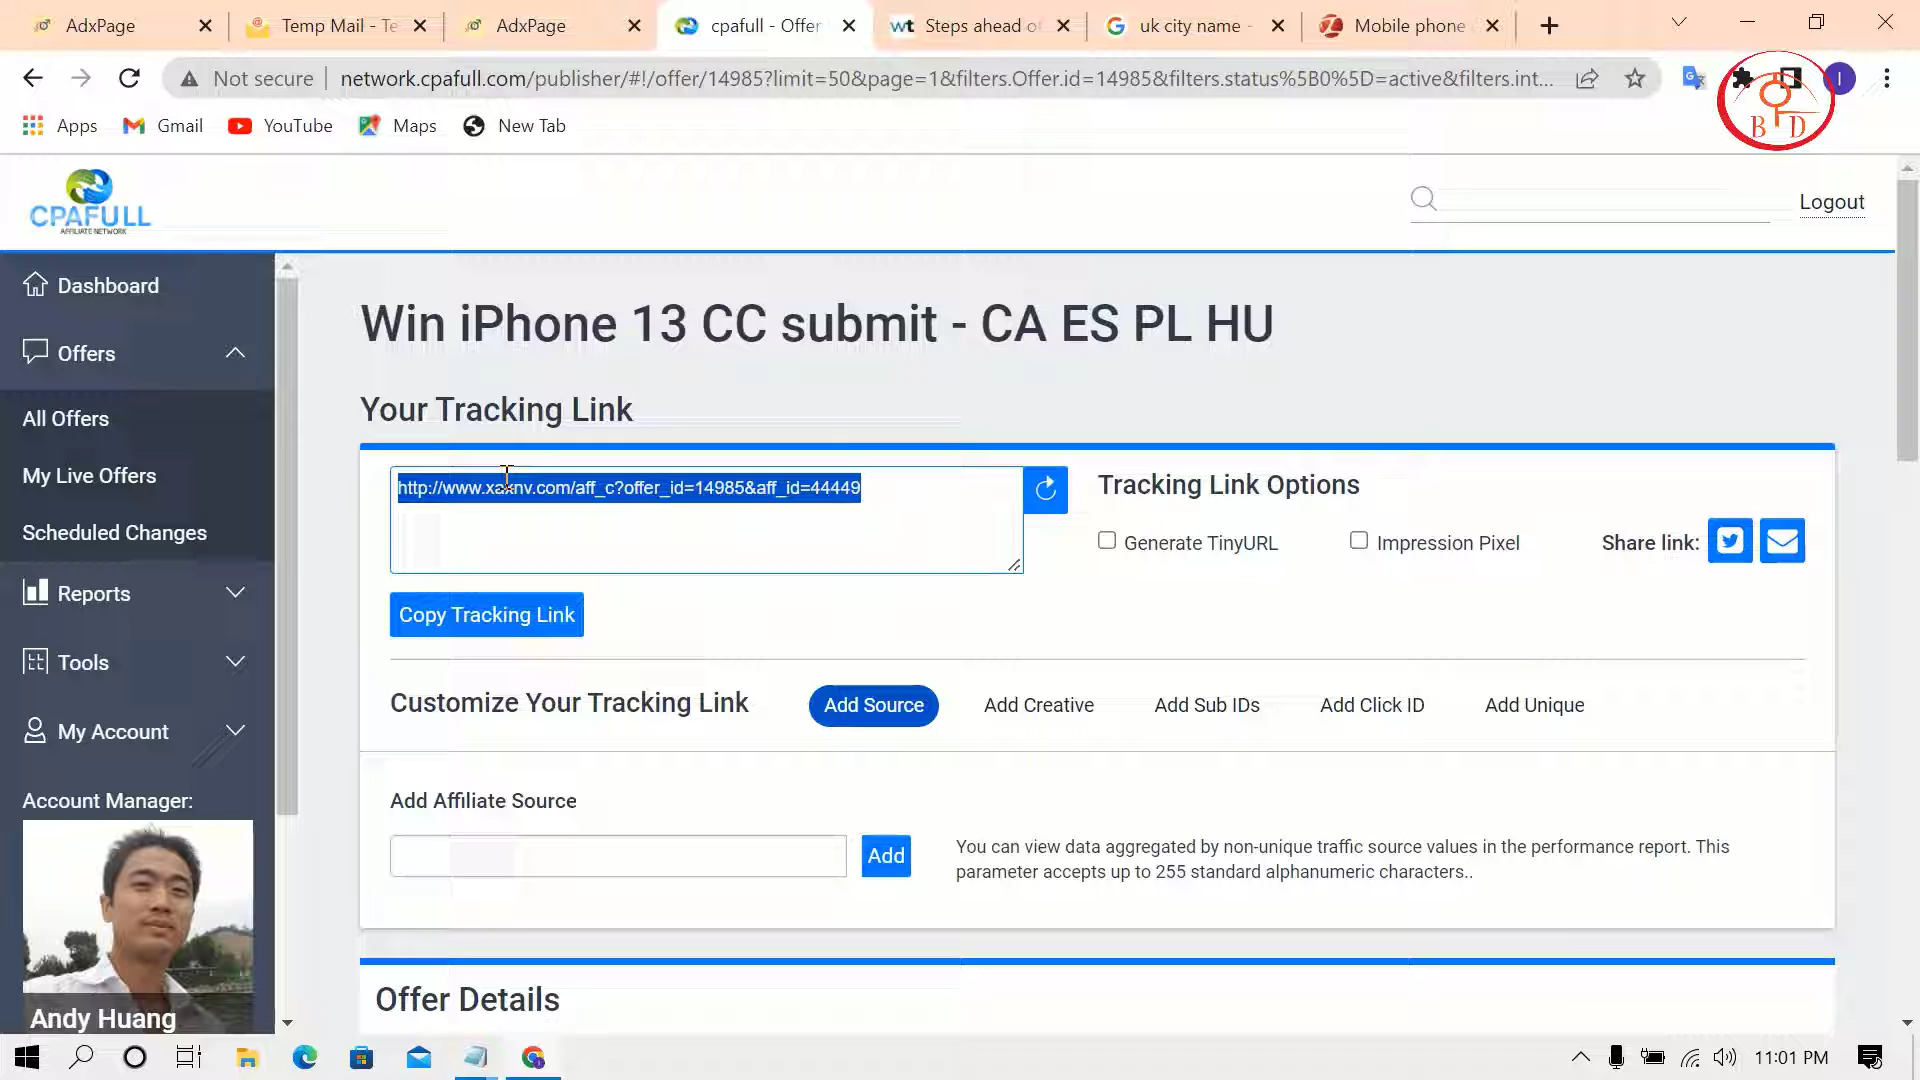 AdxPage
Temp Mail - Te
AdxPage
cpafull - Offer
wt Steps ahead o
uk city name -
Mobile phone
Not secure
network.cpafull.com/publisher/#!/offer/14985?limit=50&page=1&filters.Offer.id=14985&filters.status%5B0%5D=active&filters.int...
I
B D
Apps
Gmail
YouTube
Maps
New Tab
CPAFULL
AFFILIATE NETWORK
Logout
Dashboard
Offers
All Offers
My Live Offers
Scheduled Changes
Reports
Tools
My Account
Account Manager:
Andy Huang
Win iPhone 13 CC submit - CA ES PL HU
Your Tracking Link
Tracking Link Options
Generate TinyURL
Impression Pixel
Share link:
Copy Tracking Link
Customize Your Tracking Link
Add Source
Add Creative
Add Sub IDs
Add Click ID
Add Unique
Add Affiliate Source
Add
You can view data aggregated by non-unique traffic source values in the performance report. This
parameter accepts up to 255 standard alphanumeric characters..
Offer Details
11:01 PM